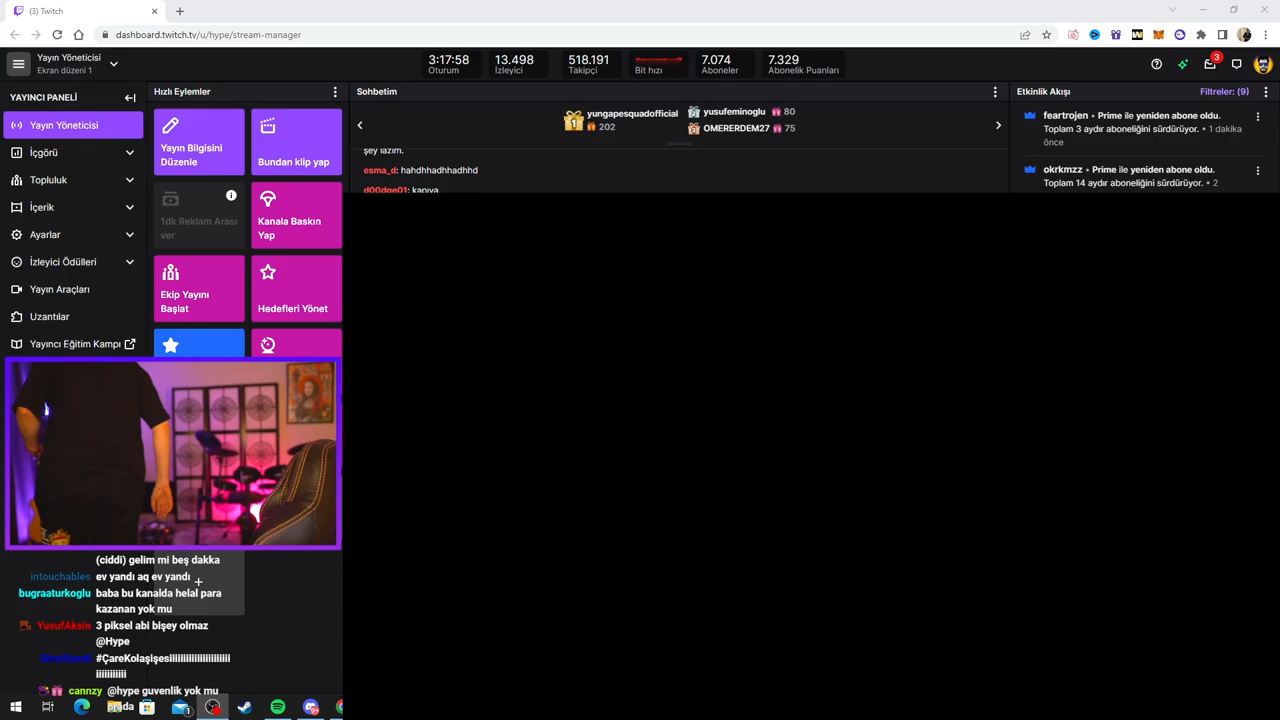 (3) Twitch
dashboard.twitch.tv/u/hype/stream-manager
Yayın Yöneticisi
Ekran düzeni 1
3:17:58
Oturum
13.498
İzleyici
518.191
Takipçi
Bit hızı
7.074
Aboneler
7.329
Abonelik Puanları
3
YAYINCI PANELİ
Yayın Yöneticisi
İçgörü
Topluluk
İçerik
Ayarlar
İzleyici Ödülleri
Yayın Araçları
Uzantılar
Yayıncı Eğitim Kampı
Hızlı Eylemler
Yayın Bilgisini
Düzenle
Bundan klip yap
1dk Reklam Arası
ver
Kanala Baskın
Yap
Ekip Yayını
Başlat
Hedefleri Yönet
Sohbetim
1
yungapesquadofficial
202
2 yusufeminoglu 80
3 OMERERDEM27 75
şey lazım.
esma_d: hahdhhadhhadhhd
d00dge01: kapıya
Etkinlik Akışı
Filtreler: (9)
feartrojen • Prime ile yeniden abone oldu.
Toplam 3 aydır aboneliğini sürdürüyor. • 1 dakika
önce
okrkmzz • Prime ile yeniden abone oldu.
Toplam 14 aydır aboneliğini sürdürüyor. • 2
(ciddi) gelim mi beş dakka
intouchables ev yandı aq ev yandı
bugraaturkoglu baba bu kanalda helal para
kazanan yok mu
YusufAksin 3 piksel abi bişey olmaz
@Hype
#ÇareKolaşişesiiiiiiiiiiiiiiiiiiiiiii
iiiiiiiiiii
cannzy @hype guvenlik yok mu
1